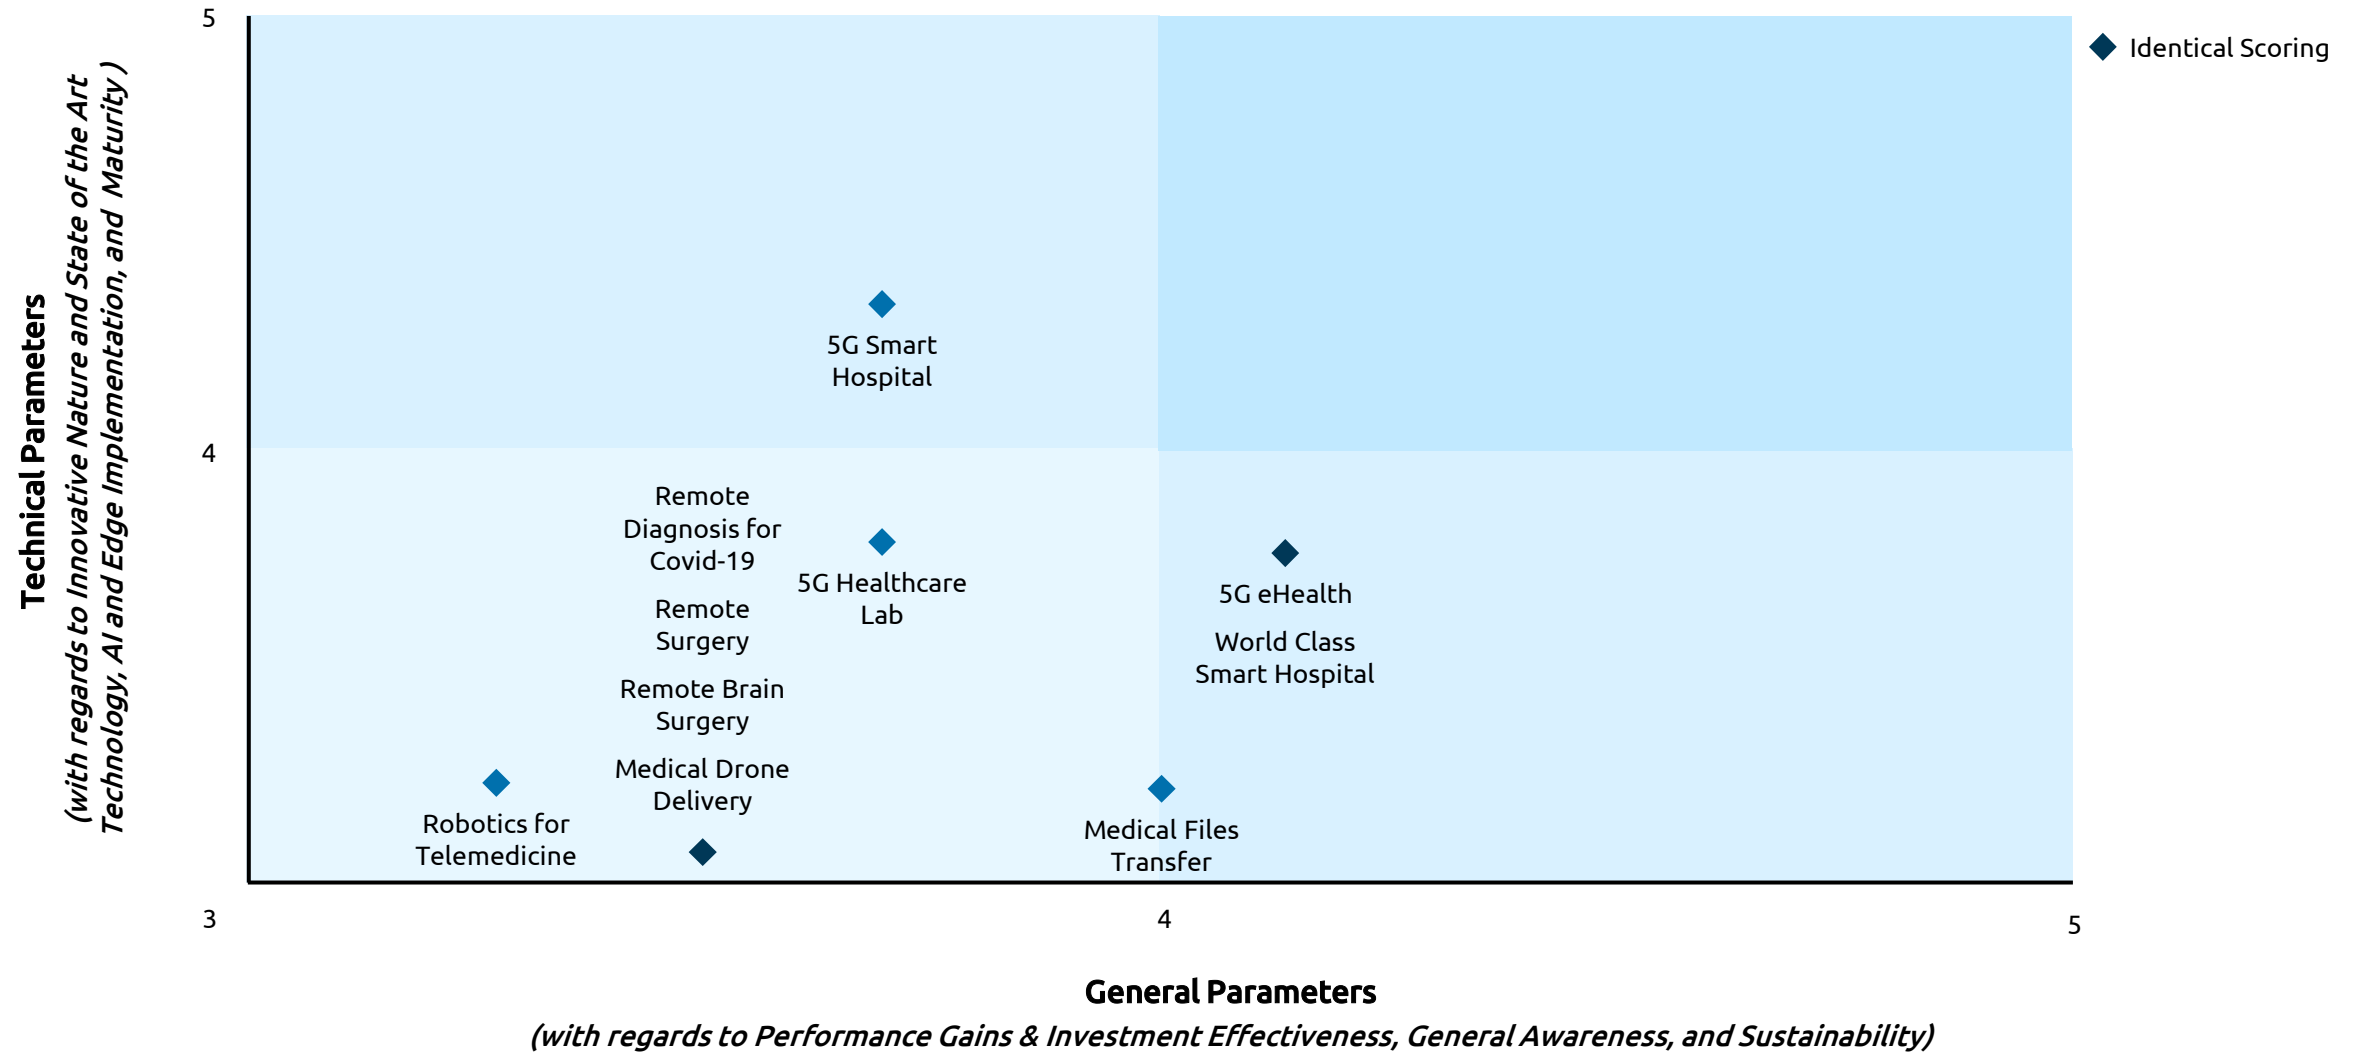 5
Identical Scoring
Technical Parameters
(with regards to Innovative Nature and State of the Art
Technology, AI and Edge Implementation, and Maturity )
5G Smart
Hospital
4
Remote
Diagnosis for
Covid-19
5G Healthcare
Lab
Remote
Surgery
5G eHealth
World Class
Smart Hospital
Remote Brain
Surgery
Medical Drone
Delivery
Robotics for
Telemedicine
Medical Files
Transfer
3
4
5
General Parameters
(with regards to Performance Gains & Investment Effectiveness, General Awareness, and Sustainability)